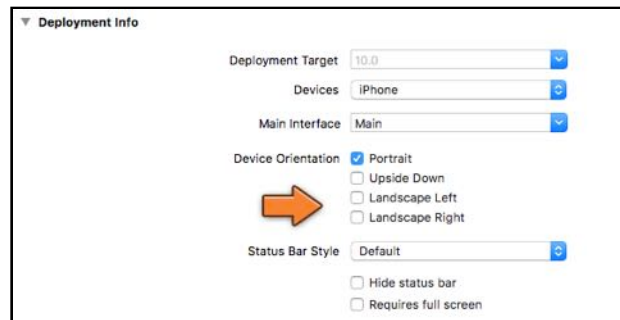 Deployment Info
Deployment Target 10.0
Devices iPhone
Main Interface Main
Device Orientation Portrait
Upside Down
Landscape Left
Landscape Right
Status Bar Style Default
Hide status bar
Requires full screen